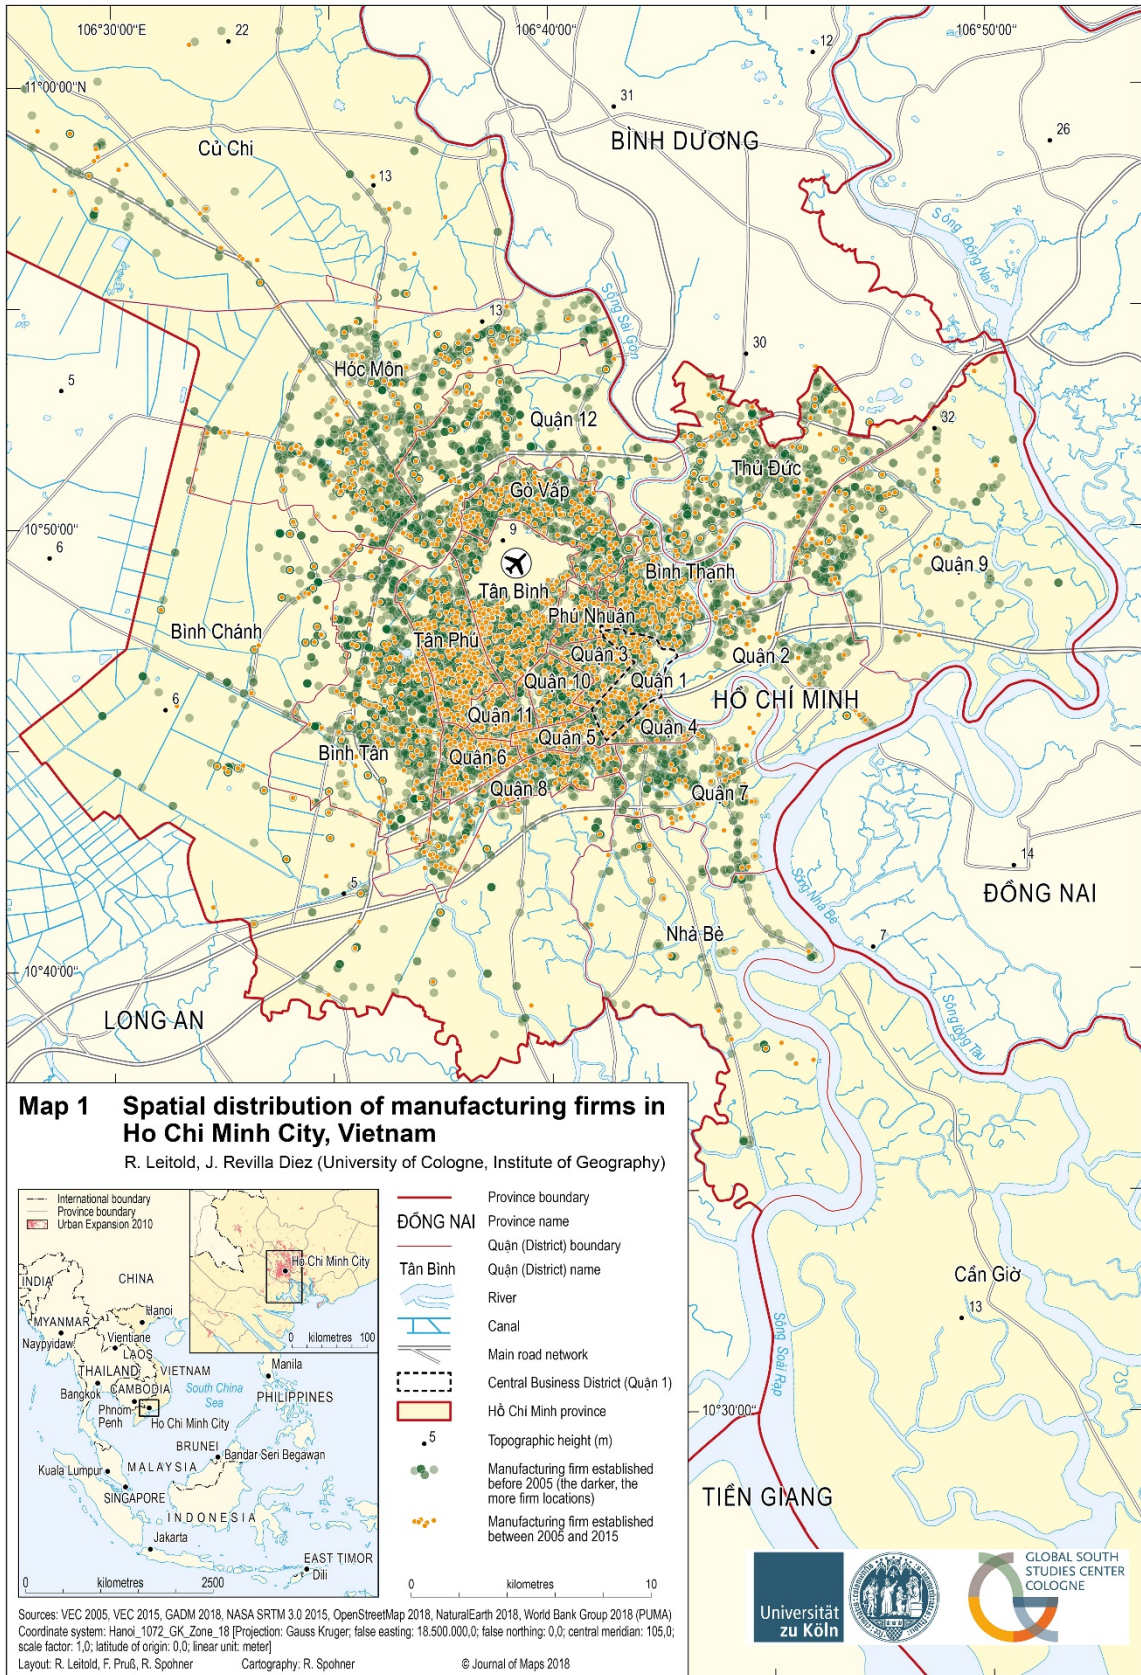 106°30'00"E
106°40'00"
106°50'00"
22
12
11°00'00"N
31
26
BÌNH DƯƠNG
Củ Chi
13
Sông Đồng Nai
Sông Sài Gòn
13
30
5
Hóc Môn
32
Quận 12
Thủ Đức
Gò Vấp
10°50'00"
9
6
Quận 9
Bình Thạnh
Tân Bình
Phú Nhuận
Bình Chánh
Tân Phú
Quận 3
Quận 2
Quận 10
Quận 1
HỒ CHÍ MINH
6
Quận 11
Quận 4
Quận 5
Bình Tân
Quận 6
Quận 8
Quận 7
14
5
Sông Nhà Bè
ĐỒNG NAI
Nhà Bè
7
10°40'00"
LONG AN
Sông Lòng Tàu
Map 1 Spatial distribution of manufacturing firms in
Ho Chi Minh City, Vietnam
R. Leitold, J. Revilla Diez (University of Cologne, Institute of Geography)
International boundary
Province boundary
Urban Expansion 2010
Ho Chi Minh City
0 kilometres 100
INDIA
CHINA
Hanoi
MYANMAR
Naypyidaw
Vientiane
LAOS
THAILAND
VIETNAM
Manila
Bangkok
CAMBODIA
South China
Sea
PHILIPPINES
Phnom-
Penh
Ho Chi Minh City
BRUNEI
Bandar Seri Begawan
Kuala Lumpur
MALAYSIA
SINGAPORE
INDONESIA
Jakarta
EAST TIMOR
Dili
0 kilometres 2500
Province boundary
ĐỒNG NAI Province name
Quận (District) boundary
Tân Bình Quận (District) name
River
Canal
Main road network
Central Business District (Quận 1)
Hồ Chí Minh province
5 Topographic height (m)
Manufacturing firm established
before 2005 (the darker, the
more firm locations)
Manufacturing firm established
between 2005 and 2015
0 kilometres 10
Cần Giờ
13
Sông Soài Rạp
10°30'00"
TIỀN GIANG
Universität
zu Köln
GLOBAL SOUTH
STUDIES CENTER
COLOGNE
Sources: VEC 2005, VEC 2015, GADM 2018, NASA SRTM 3.0 2015, OpenStreetMap 2018, NaturalEarth 2018, World Bank Group 2018 (PUMA)
Coordinate system: Hanoi_1072_GK_Zone_18 [Projection: Gauss Kruger; false easting: 18.500.000,0; false northing: 0,0; central meridian: 105,0;
scale factor: 1,0; latitude of origin: 0,0; linear unit: meter]
Layout: R. Leitold, F. Pruß, R. Spohner Cartography: R. Spohner © Journal of Maps 2018